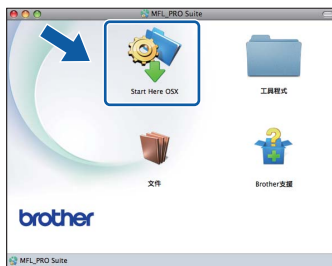 MFL_PRO Suite
Start Here OSX
工具程式
文件
Brother支援
brother
MFL_PRO Suite